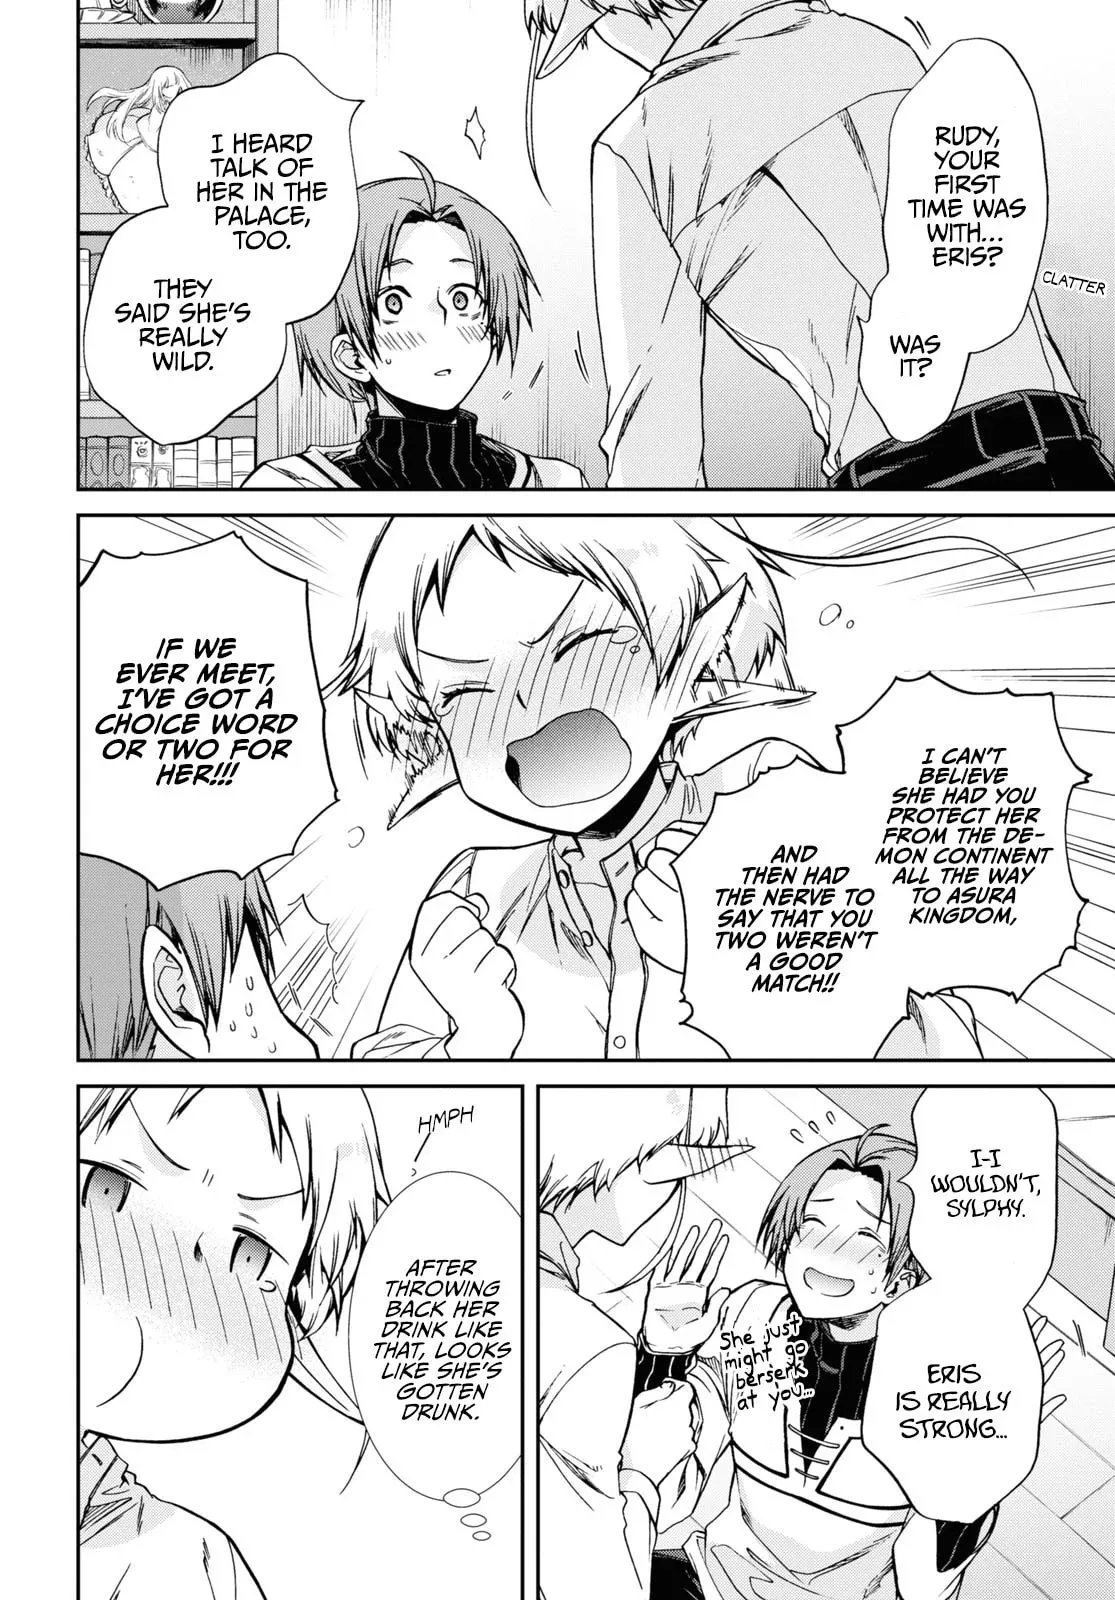 RUDY,
YOUR
FIRST
TIME WAS
WITH...
ERIS?
WAS
IT?
CLATTER
I HEARD
TALK OF
HER IN THE
PALACE,
TOO.
THEY
SAID SHE'S
REALLY
WILD.
I CAN'T
BELIEVE
SHE HAD YOU
PROTECT HER
FROM THE DE-
MON CONTINENT
ALL THE WAY
TO ASURA
KINGDOM,
AND
THEN HAD
THE NERVE TO
SAY THAT YOU
TWO WEREN'T
A GOOD
MATCH!!
IF WE
EVER MEET,
I'VE GOT A
CHOICE WORD
OR TWO FOR
HER!!!
I-I
WOULDN'T,
SYLPHY.
ERIS
IS REALLY
STRONG...
She just
might go
berserk
at you...
HMPH
AFTER
THROWING
BACK HER
DRINK LIKE
THAT, LOOKS
LIKE SHE'S
GOTTEN
DRUNK.